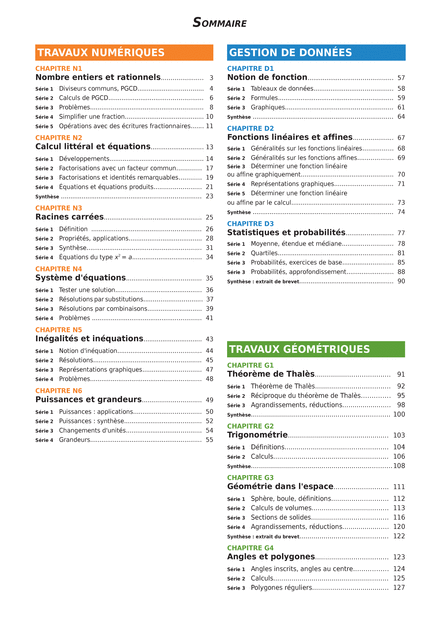 SOMMAIRE
TRAVAUX NUMÉRIQUES
CHAPITRE N1
Nombre entiers et rationnels.................... 3
Série 1 Diviseurs communs, PGCD............................ 4
Série 2 Calculs de PGCD............................ 6
Série 3 Problèmes............................ 8
Série 4 Simplifier une fraction............................ 10
Série 5 Opérations avec des écritures fractionnaires....... 11
CHAPITRE N2
Calcul littéral et équations.................... 13
Série 1 Développements............................ 14
Série 2 Factorisations avec un facteur commun............ 17
Série 3 Factorisations et identités remarquables............ 19
Série 4 Équations et équations produits............................ 21
Synthèse............................ 23
CHAPITRE N3
Racines carrées............................ 25
Série 1 Définition ............................ 26
Série 2 Propriétés, applications............................ 28
Série 3 Synthèse............................ 31
Série 4 Équations du type x² = a............................ 34
CHAPITRE N4
Système d'équations............................ 35
Série 1 Tester une solution............................ 36
Série 2 Résolutions par substitutions............................ 37
Série 3 Résolutions par combinaisons............................ 39
Série 4 Problèmes ............................ 41
CHAPITRE N5
Inégalités et inéquations............................ 43
Série 1 Notion d'inéquation............................ 44
Série 2 Résolutions............................ 45
Série 3 Représentations graphiques............................ 47
Série 4 Problèmes............................ 48
CHAPITRE N6
Puissances et grandeurs............................ 49
Série 1 Puissances : applications............................ 50
Série 2 Puissances : synthèse............................ 52
Série 3 Changements d'unités............................ 54
Série 4 Grandeurs............................ 55
GESTION DE DONNÉES
CHAPITRE D1
Notion de fonction............................ 57
Série 1 Tableaux de données............................ 58
Série 2 Formules............................ 59
Série 3 Graphiques............................ 61
Synthèse ............................ 64
CHAPITRE D2
Fonctions linéaires et affines............ 67
Série 1 Généralités sur les fonctions linéaires............ 68
Série 2 Généralités sur les fonctions affines............ 69
Série 3 Déterminer une fonction linéaire
ou affine graphiquement............................ 70
Série 4 Représentations graphiques............................ 71
Série 5 Déterminer une fonction linéaire
ou affine par le calcul............................ 73
Synthèse ............................ 74
CHAPITRE D3
Statistiques et probabilités............ 77
Série 1 Moyenne, étendue et médiane............................ 78
Série 2 Quartiles............................ 81
Série 3 Probabilités, exercices de base............................ 85
Série 3 Probabilités, approfondissement............................ 88
Synthèse : extrait de brevet............................ 90
TRAVAUX GÉOMÉTRIQUES
CHAPITRE G1
Théorème de Thalès............................ 91
Série 1 Théorème de Thalès............................ 92
Série 2 Réciproque du théorème de Thalès............ 95
Série 3 Agrandissements, réductions............................ 98
Synthèse............................ 100
CHAPITRE G2
Trigonométrie............................ 103
Série 1 Définitions............................ 104
Série 2 Calculs............................ 106
Synthèse............................ 108
CHAPITRE G3
Géométrie dans l'espace............................ 111
Série 1 Sphère, boule, définitions............................ 112
Série 2 Calculs de volumes............................ 113
Série 3 Sections de solides............................ 116
Série 4 Agrandissements, réductions............................ 120
Synthèse : extrait du brevet............................ 122
CHAPITRE G4
Angles et polygones............................ 123
Série 1 Angles inscrits, angles au centre............................ 124
Série 2 Calculs............................ 125
Série 3 Polygones réguliers............................ 127